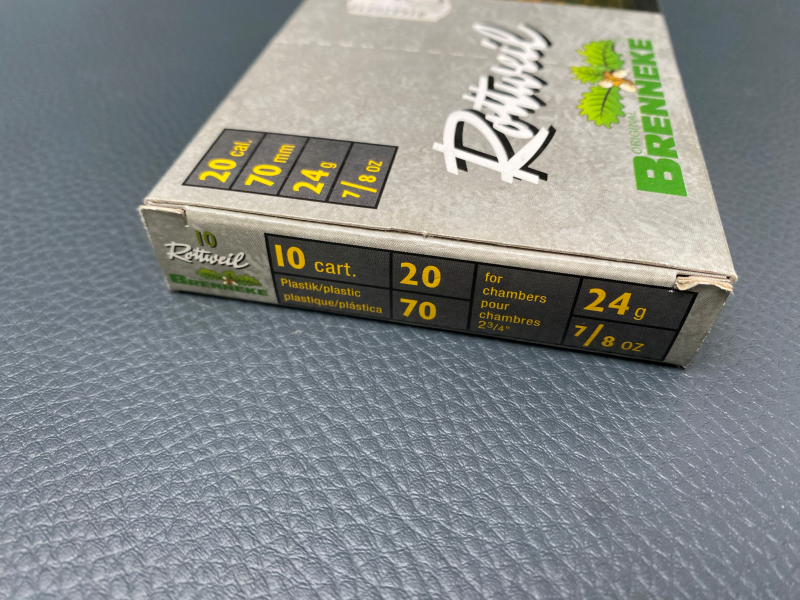 Rottweil
ORIGINAL
BRENNEKE
20 cal.
70 mm
24 g
7/8 oz
10
Rottweil
BRENNEKE
10 cart.
Plastik/plastic
plastique/plástica
20
70
for
chambers
pour
chambres
2 3/4"
24 g
7/8 oz